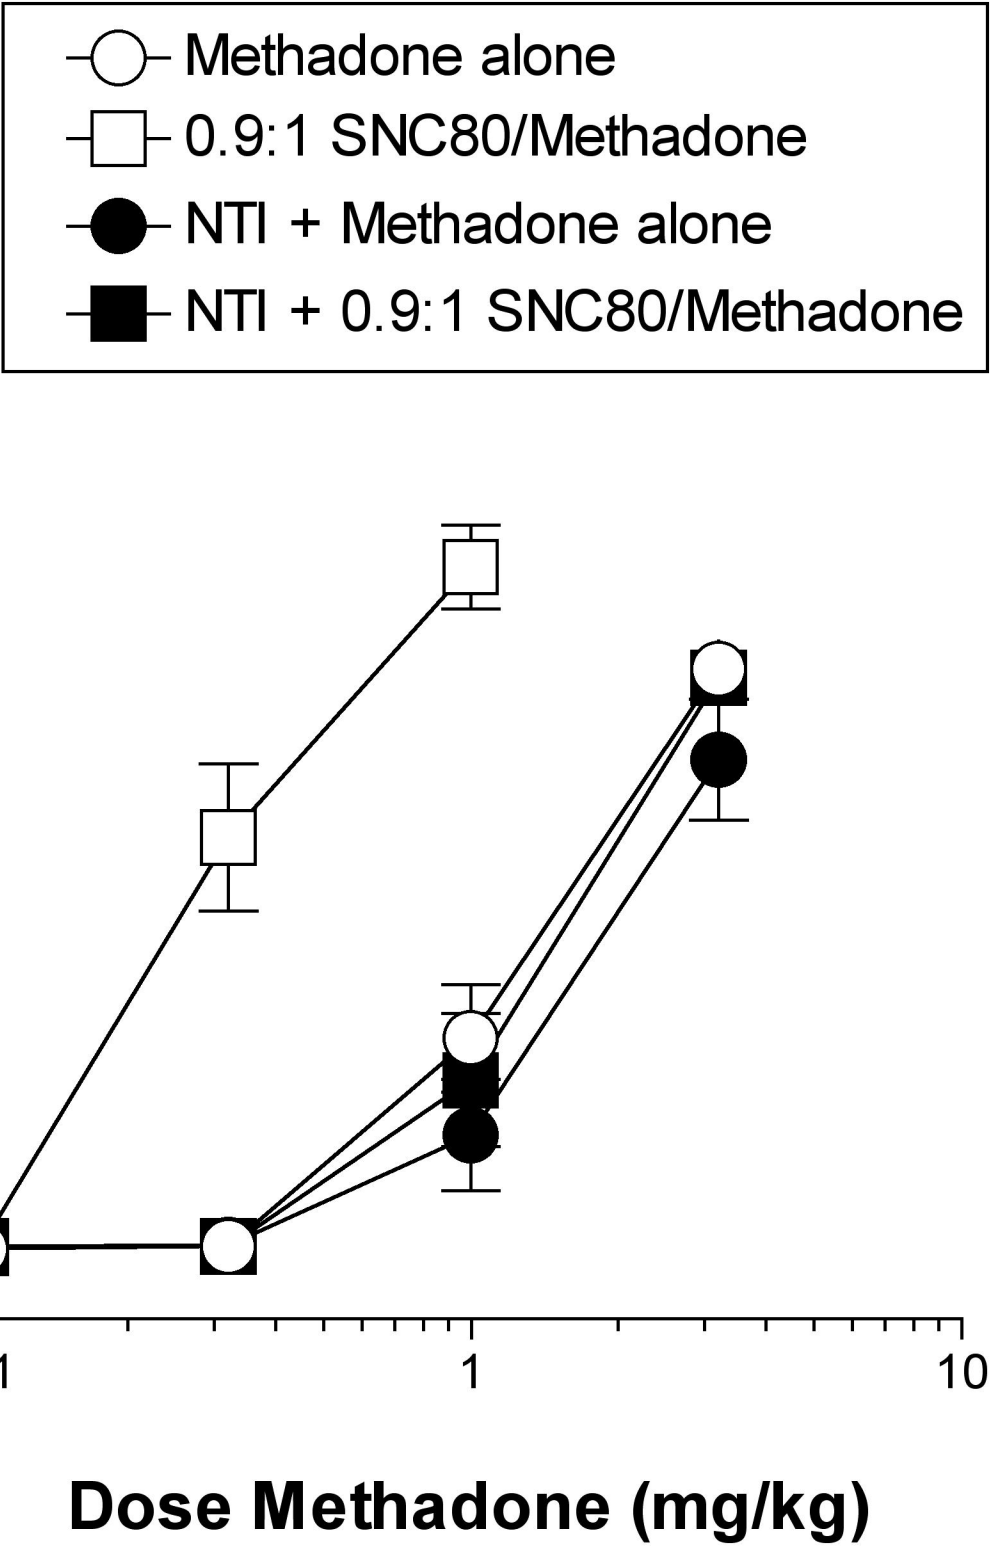 Methadone alone
0.9:1 SNC80/Methadone
NTI + Methadone alone
NTI + 0.9:1 SNC80/Methadone
1 1 10
Dose Methadone (mg/kg)